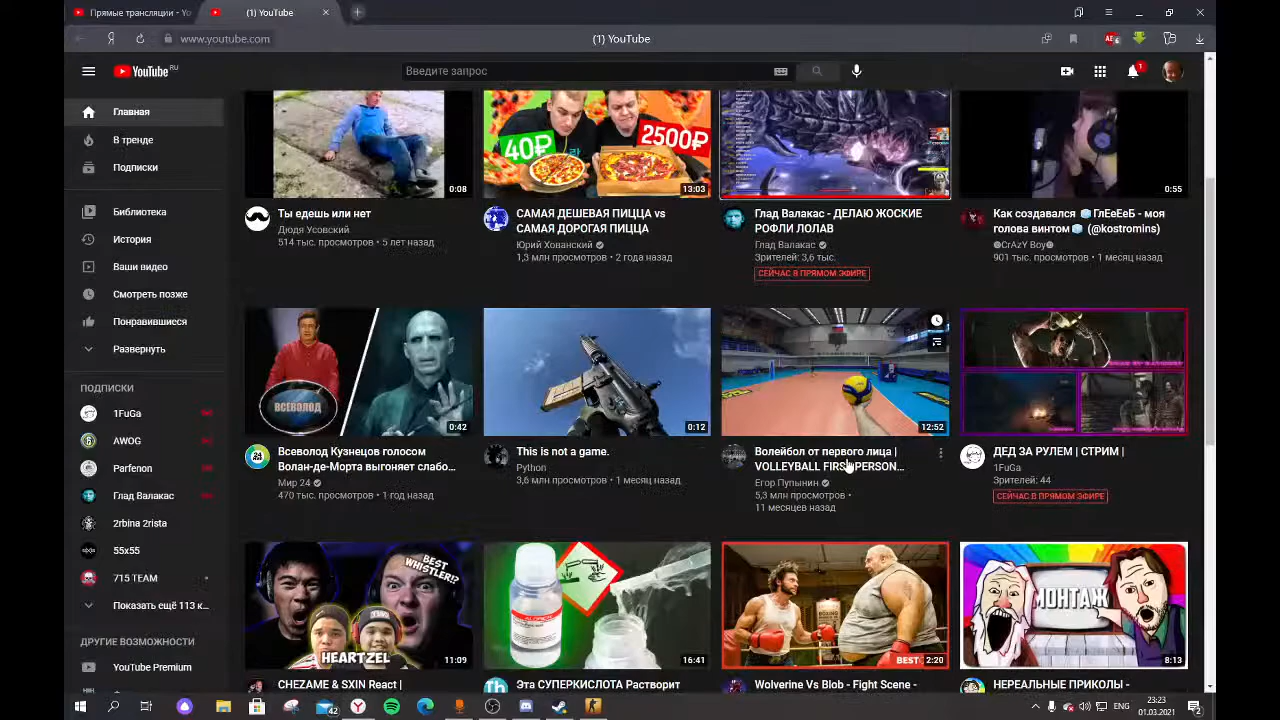 Прямые трансляции - Yo
(1) YouTube
www.youtube.com
(1) YouTube
YouTube RU
Введите запрос
1
Главная
В тренде
Подписки
Библиотека
История
Ваши видео
Смотреть позже
Понравившиеся
Развернуть
ПОДПИСКИ
1FuGa
AWOG
Parfenon
Глад Валакас
2rbina 2rista
55x55
715 TEAM
Показать ещё 113 к...
ДРУГИЕ ВОЗМОЖНОСТИ
YouTube Premium
0:08
Ты едешь или нет
Дюдя Усовский
514 тыс. просмотров • 5 лет назад
40₽
2500₽
13:03
САМАЯ ДЕШЕВАЯ ПИЦЦА vs
САМАЯ ДОРОГАЯ ПИЦЦА
Юрий Хованский
1,3 млн просмотров • 2 года назад
Глад Валакас - ДЕЛАЮ ЖОСКИЕ
РОФЛИ ЛОЛАВ
Глад Валакас
Зрителей: 3,6 тыс.
СЕЙЧАС В ПРЯМОМ ЭФИРЕ
0:55
Как создавался 🧊ГлЕеЕеБ - моя
голова винтом🧊 (@kostromins)
CrAzY Boy
901 тыс. просмотров • 1 месяц назад
ВСЕВОЛОД
0:42
Всеволод Кузнецов голосом
Волан-де-Морта выгоняет слабо...
Мир 24
470 тыс. просмотров • 1 год назад
0:12
This is not a game.
Python
3,6 млн просмотров • 1 месяц назад
12:52
Волейбол от первого лица |
VOLLEYBALL FIRST PERSON...
Егор Пупынин
5,3 млн просмотров •
11 месяцев назад
ДЕД ЗА РУЛЕМ | СТРИМ |
1FuGa
Зрителей: 44
СЕЙЧАС В ПРЯМОМ ЭФИРЕ
BEST
WHISTLER!?
HEARTZEL
11:09
CHEZAME & SXIN React |
16:41
Эта СУПЕРКИСЛОТА Растворит
BEST 2:20
Wolverine Vs Blob - Fight Scene -
МОНТАЖ
8:13
НЕРЕАЛЬНЫЕ ПРИКОЛЫ -
42
ENG
23:23
01.03.2021
2